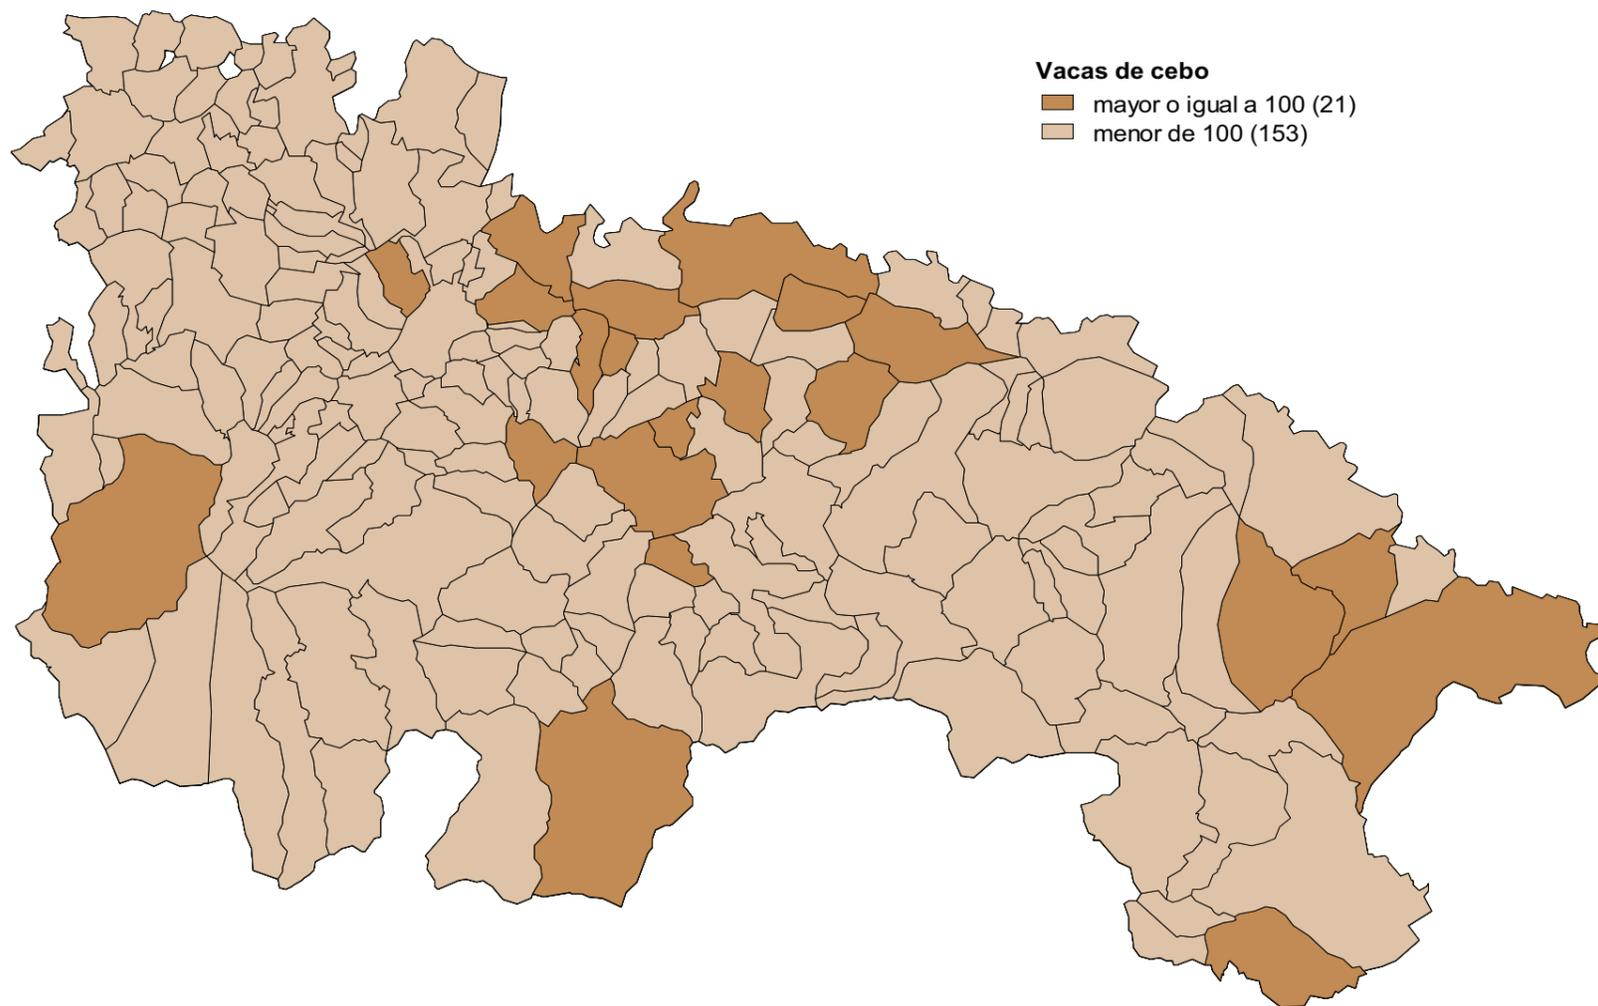 Vacas de cebo
mayor o igual a 100 (21)
menor de 100 (153)